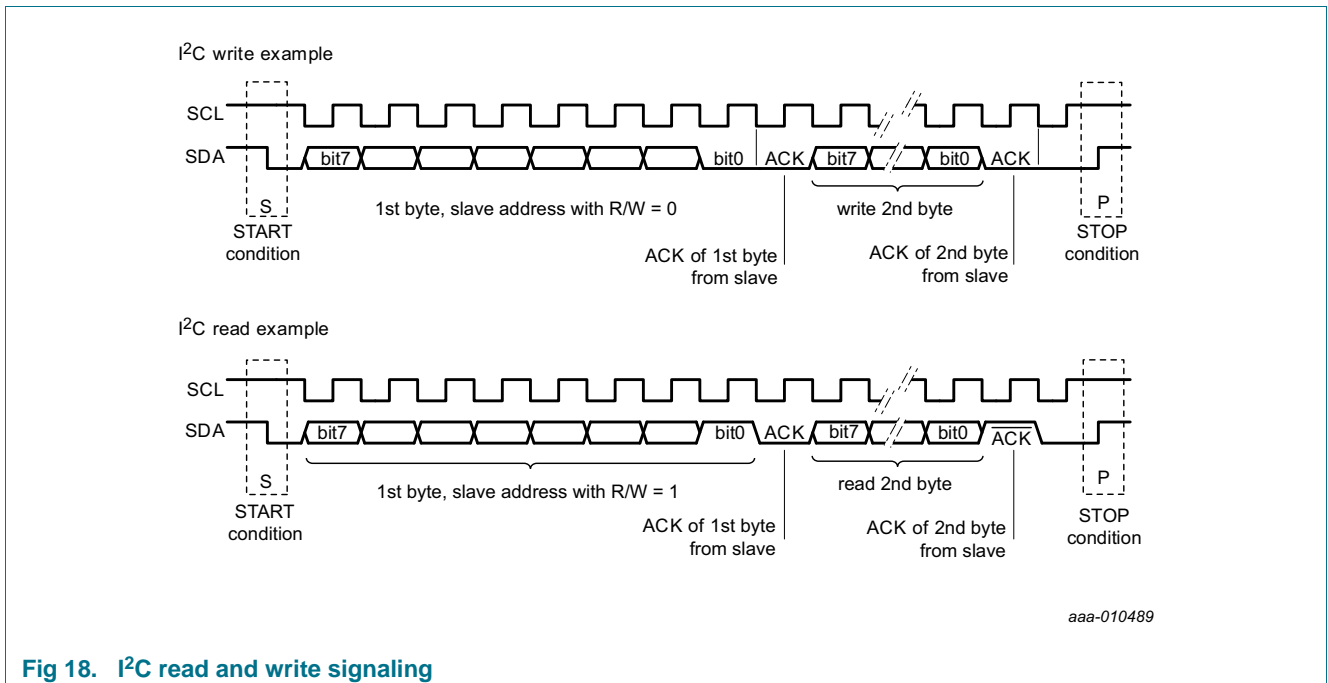 I²C write example
SCL
SDA
bit7
bit0
ACK
bit7
bit0
ACK
S
P
1st byte, slave address with R/W = 0
write 2nd byte
START
condition
STOP
condition
ACK of 1st byte
from slave
ACK of 2nd byte
from slave
I²C read example
SCL
SDA
bit7
bit0
ACK
bit7
bit0
A̅C̅K̅
S
P
1st byte, slave address with R/W = 1
read 2nd byte
START
condition
STOP
condition
ACK of 1st byte
from slave
ACK of 2nd byte
from slave
aaa-010489
Fig 18. I²C read and write signaling